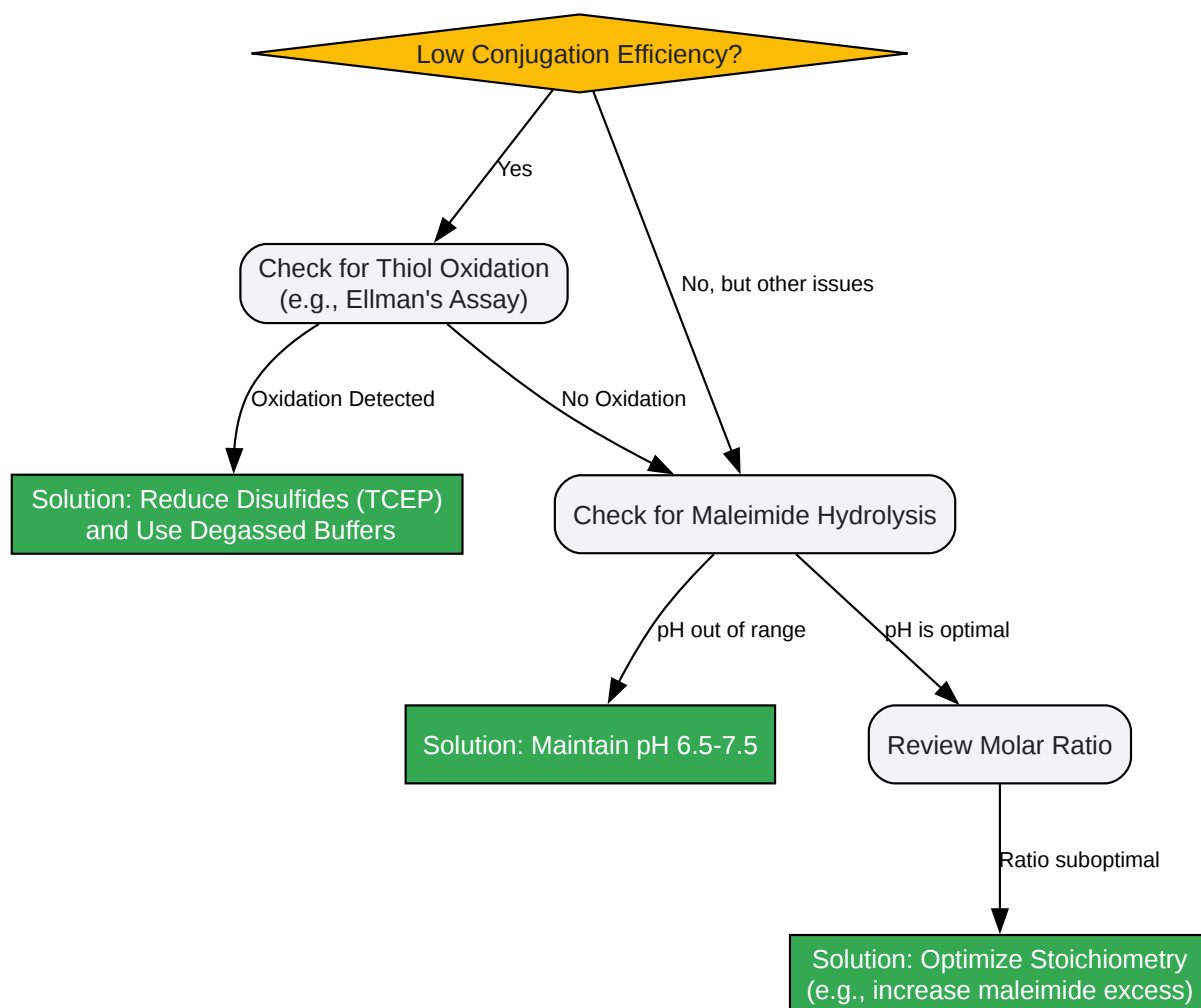 Low Conjugation Efficiency?
Yes
No, but other issues
Check for Thiol Oxidation
(e.g., Ellman's Assay)
Oxidation Detected
No Oxidation
Solution: Reduce Disulfides (TCEP)
and Use Degassed Buffers
Check for Maleimide Hydrolysis
pH out of range
pH is optimal
Solution: Maintain pH 6.5-7.5
Review Molar Ratio
Ratio suboptimal
Solution: Optimize Stoichiometry
(e.g., increase maleimide excess)